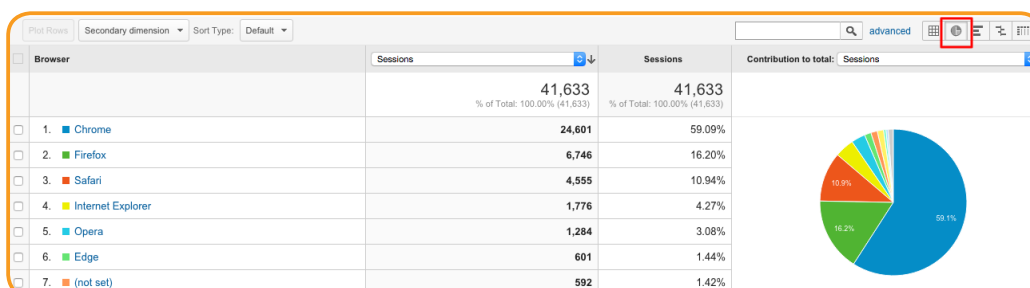 Plot Rows Secondary dimension Sort Type: Default advanced
Browser Sessions Sessions Contribution to total: Sessions
41,633 41,633
% of Total: 100.00% (41,633) % of Total: 100.00% (41,633)
1. Chrome 24,601 59.09%
2. Firefox 6,746 16.20%
3. Safari 4,555 10.94%
4. Internet Explorer 1,776 4.27%
5. Opera 1,284 3.08%
6. Edge 601 1.44%
7. (not set) 592 1.42%
10.9%
59.1%
16.2%